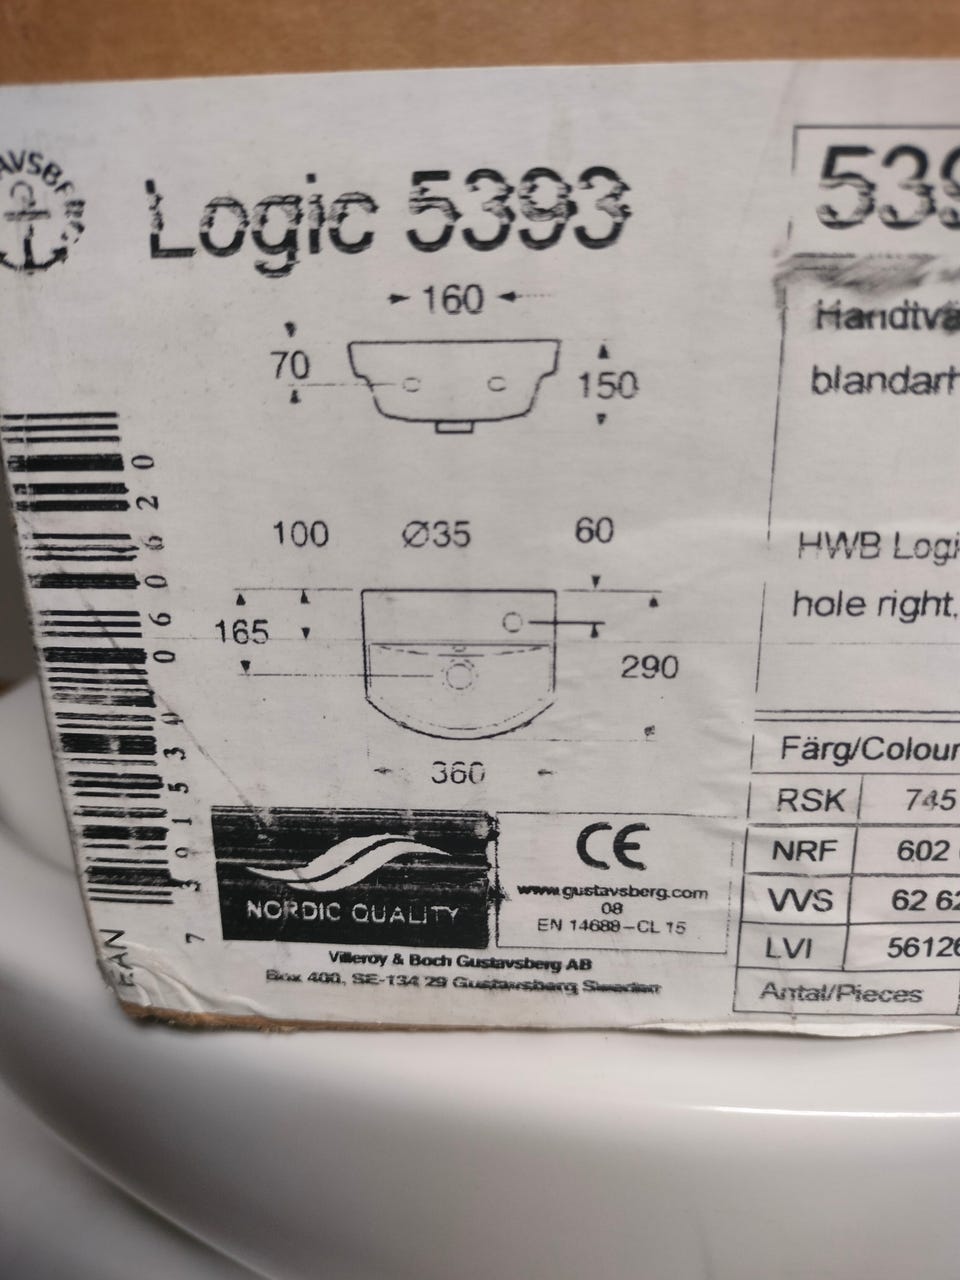 Logic 5393
160
70
150
100 Ø35 60
165
290
360
NORDIC QUALITY
CE
www.gustavsberg.com
08
EN 14688-CL 15
Villeroy & Boch Gustavsberg AB
Box 400, SE-134 29 Gustavsberg Sweden
EAN
HWB
hole right,
Färg/Colour
RSK 745
NRF 602
VVS 62 62
LVI 56126
Antal/Pieces